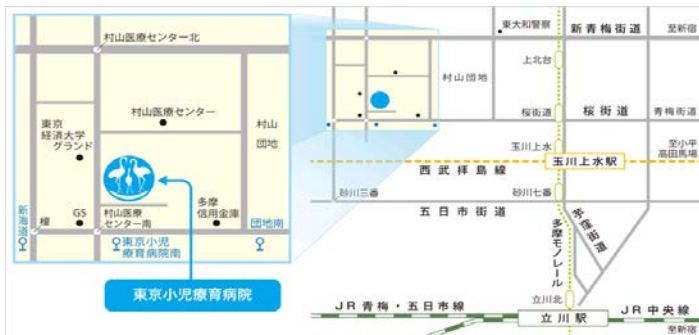 村山医療センター北
村山医療センター
東京
経済大学
グランド
村山
団地
新海道
榎
GS
村山医療
センター南
多摩
信用金庫
団地南
東京小児
療育病院南
東京小児療育病院
東大和警察
新青梅街道
至新宿
上北台
村山団地
桜街道
桜街道
青梅街道
玉川上水
玉川上水駅
至小平
高田馬場
西武拝島線
砂川三番
砂川七番
五日市街道
芋窪街道
多摩モノレール
立川北
JR青梅・五日市線
立川駅
JR中央線
至新宿